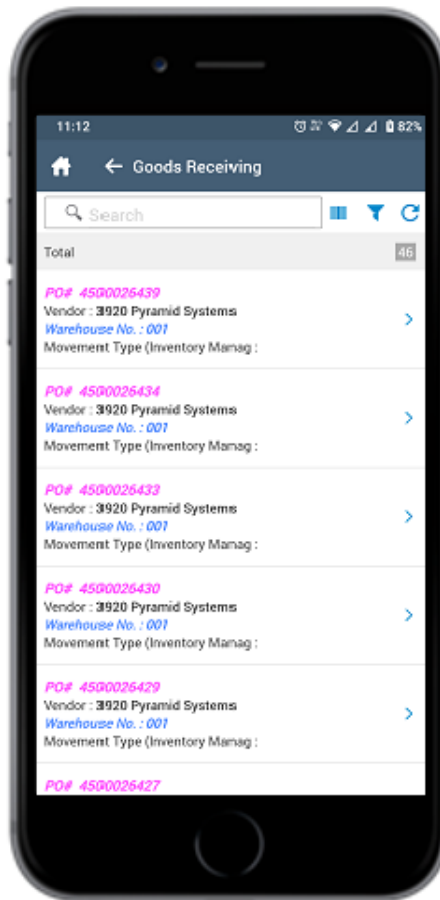 11:12 82%
Goods Receiving
Search
Total 46
PO# 4500026439
Vendor : 3920 Pyramid Systems
Warehouse No. : 001
Movement Type (Inventory Manag :
PO# 4500026434
Vendor : 3920 Pyramid Systems
Warehouse No. : 001
Movement Type (Inventory Manag :
PO# 4500026433
Vendor : 3920 Pyramid Systems
Warehouse No. : 001
Movement Type (Inventory Manag :
PO# 4500026430
Vendor : 3920 Pyramid Systems
Warehouse No. : 001
Movement Type (Inventory Manag :
PO# 4500026429
Vendor : 3920 Pyramid Systems
Warehouse No. : 001
Movement Type (Inventory Manag :
PO# 4500026427